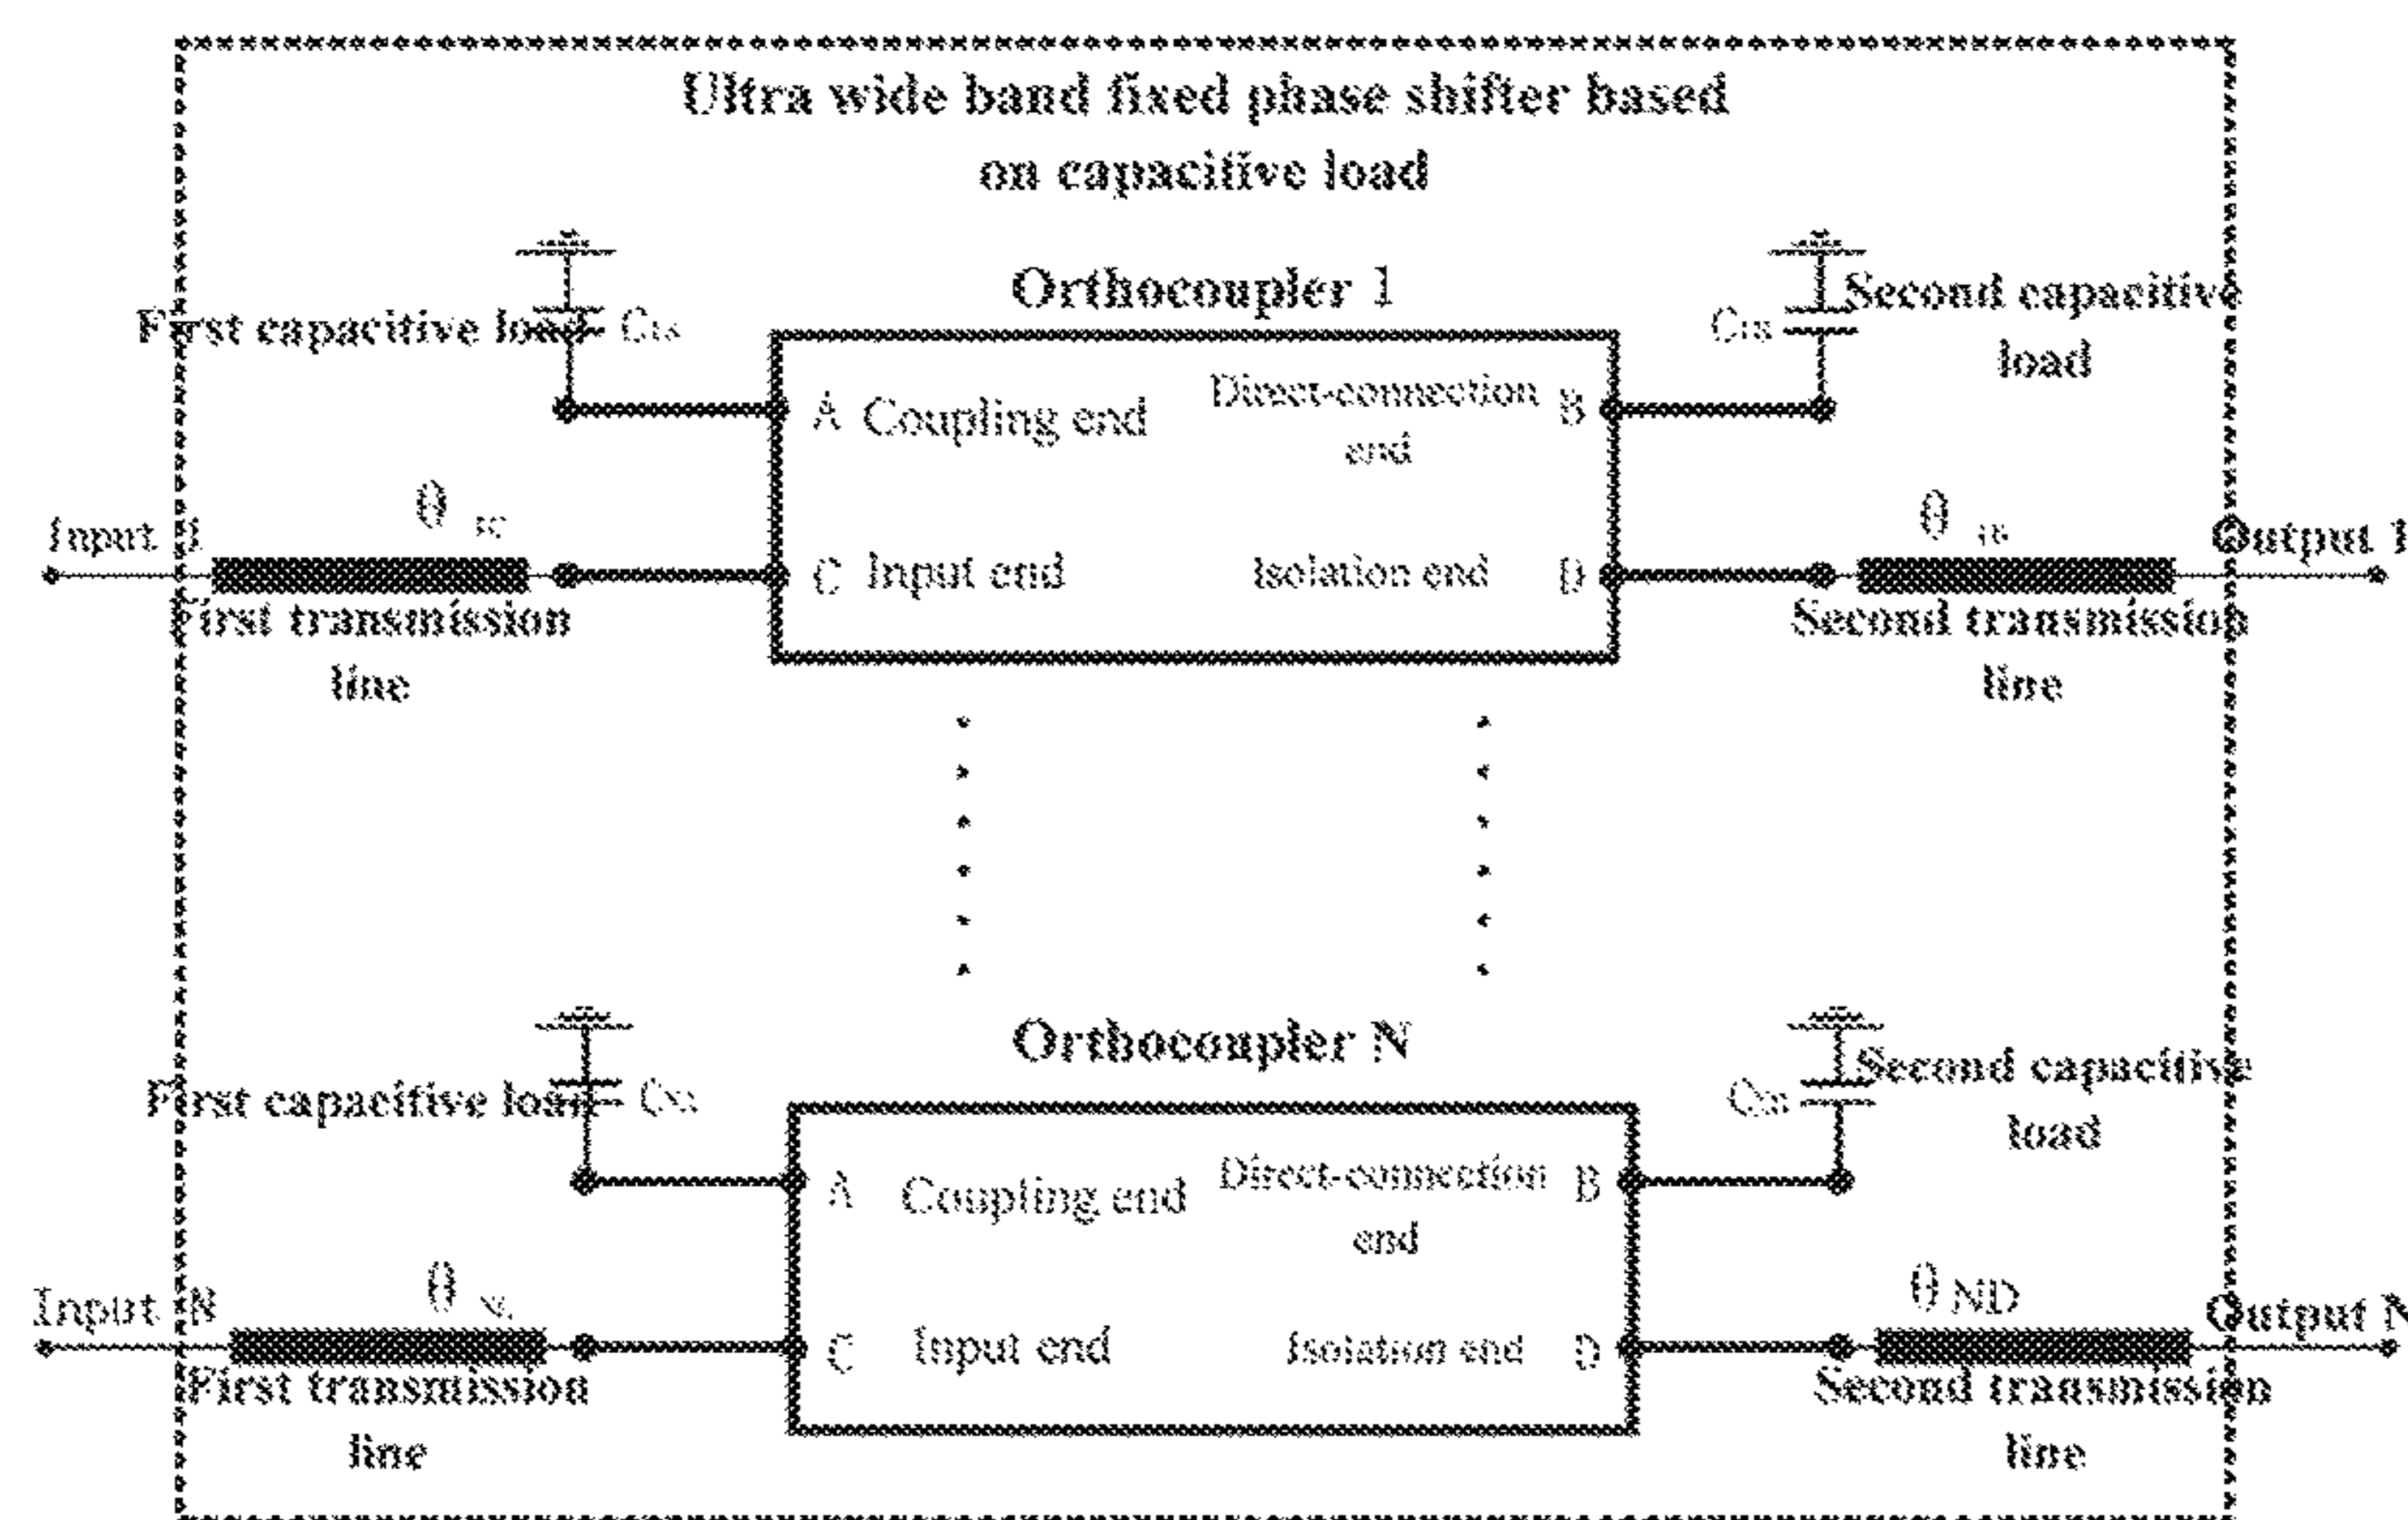 Ultra wide band fixed phase shifter based
on capacitive load
Orthocoupler 1
First capacitive load
Second capacitive
load
A Coupling end
Direct-connection
end
B
Input 1
θ
C Input end
Isolation end
D
θ
Output 1
First transmission
line
Second transmission
line
Orthocoupler N
First capacitive load
Second capacitive
load
A Coupling end
Direct-connection
end
B
Input N
θ
C Input end
Isolation end
D
θ ND
Output N
First transmission
line
Second transmission
line